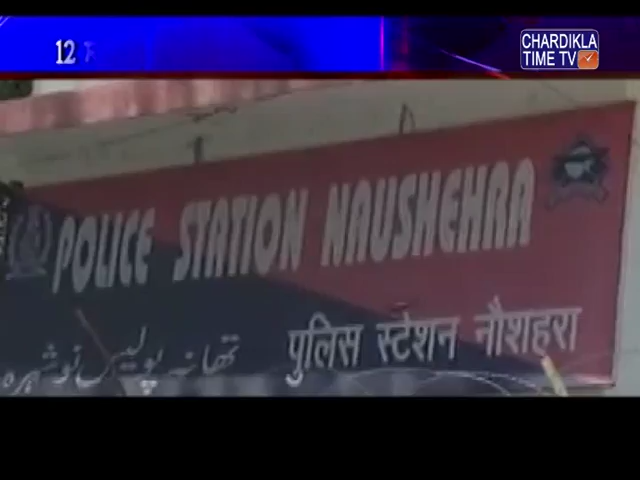 12
CHARDIKLA
TIME TV
POLICE STATION NAUSHEHRA
पुलिस स्टेशन नौशहरा
تھانہ پولیس نوشہرہ